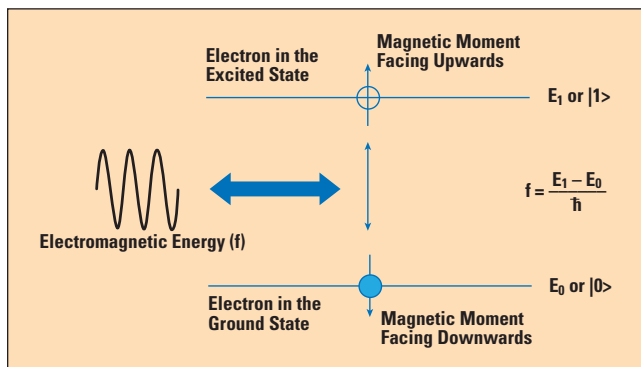 Electron in the
Excited State
Magnetic Moment
Facing Upwards
E₁ or |1>
Electromagnetic Energy (f)
f = E₁ – E₀
ħ
Electron in the
Ground State
E₀ or |0>
Magnetic Moment
Facing Downwards